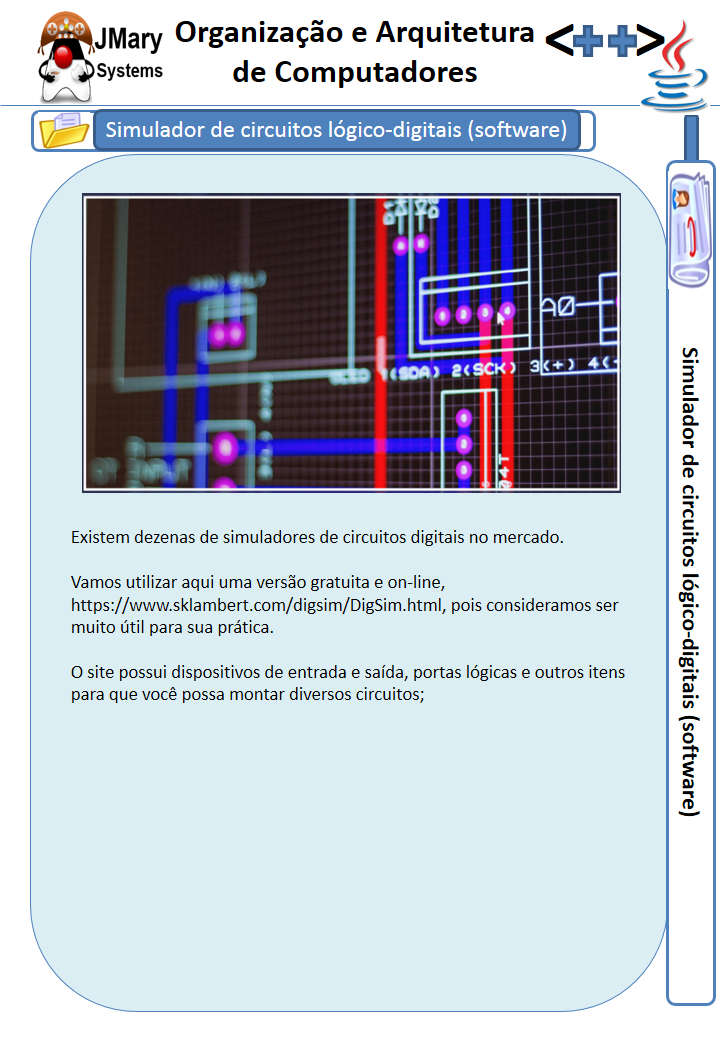 JMary
Systems
Organização e Arquitetura
de Computadores
<++>
Simulador de circuitos lógico-digitais (software)
A0
1(SDA) 2(SCK) 3(+) 4(-
04T
Existem dezenas de simuladores de circuitos digitais no mercado.
Vamos utilizar aqui uma versão gratuita e on-line,
https://www.sklambert.com/digsim/DigSim.html, pois consideramos ser
muito útil para sua prática.
O site possui dispositivos de entrada e saída, portas lógicas e outros itens
para que você possa montar diversos circuitos;
Simulador de circuitos lógico-digitais (software)